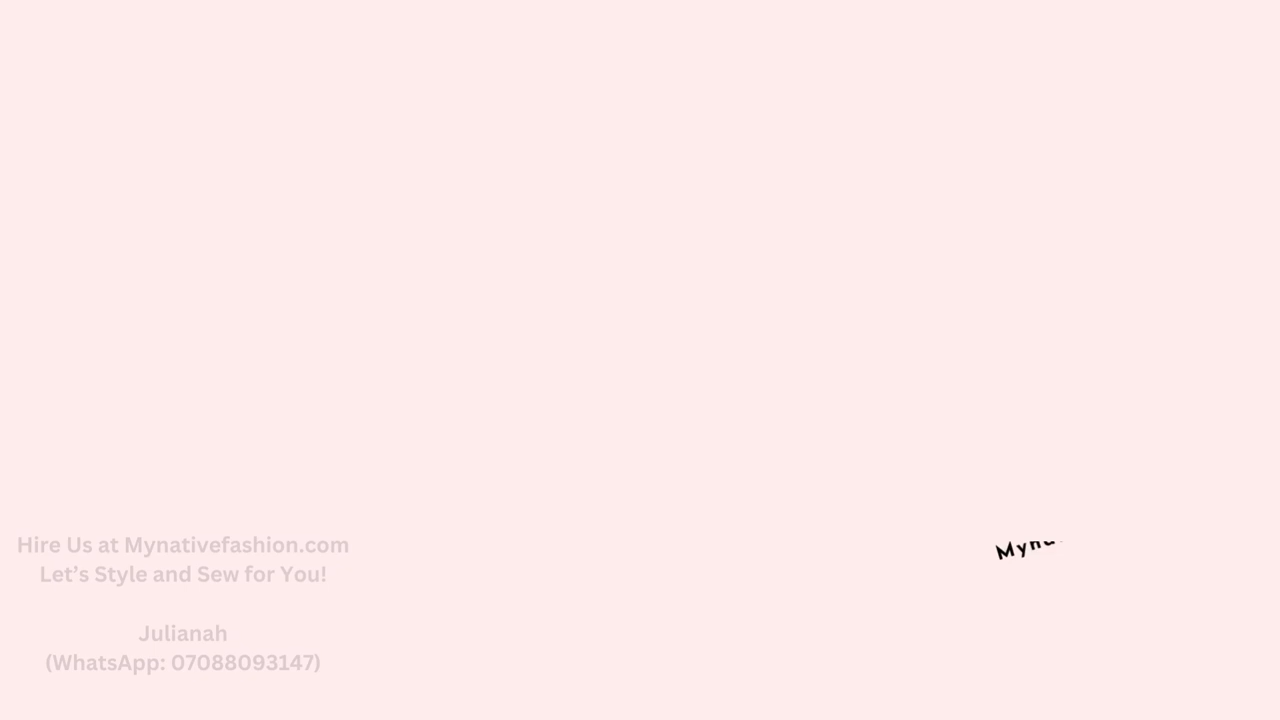 Hire Us at Mynativefashion.com
Let’s Style and Sew for You!
Julianah
(WhatsApp: 07088093147)